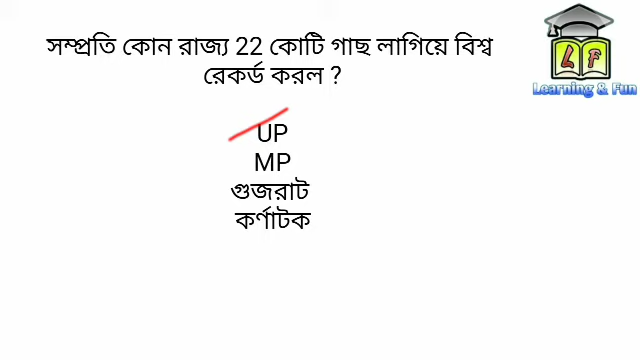 সম্প্রতি কোন রাজ্য 22 কোটি গাছ লাগিয়ে বিশ্ব
রেকর্ড করল ?
UP
MP
গুজরাট
কর্ণাটক
LF
Learning & Fun